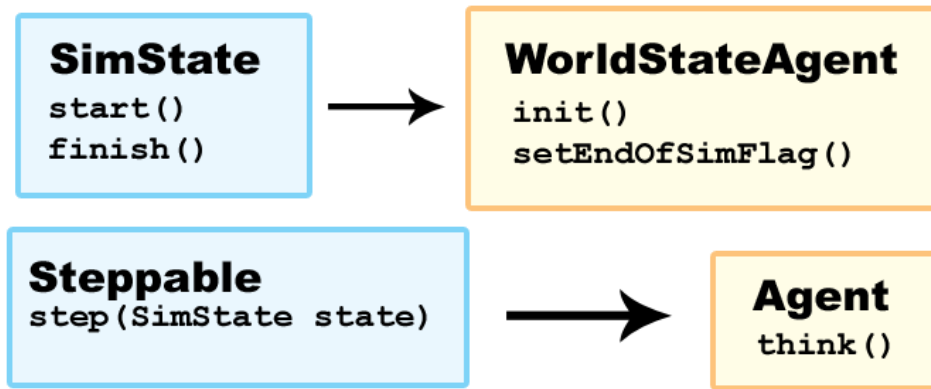 SimState
start()
finish()
WorldStateAgent
init()
setEndOfSimFlag()
Steppable
step(SimState state)
Agent
think()